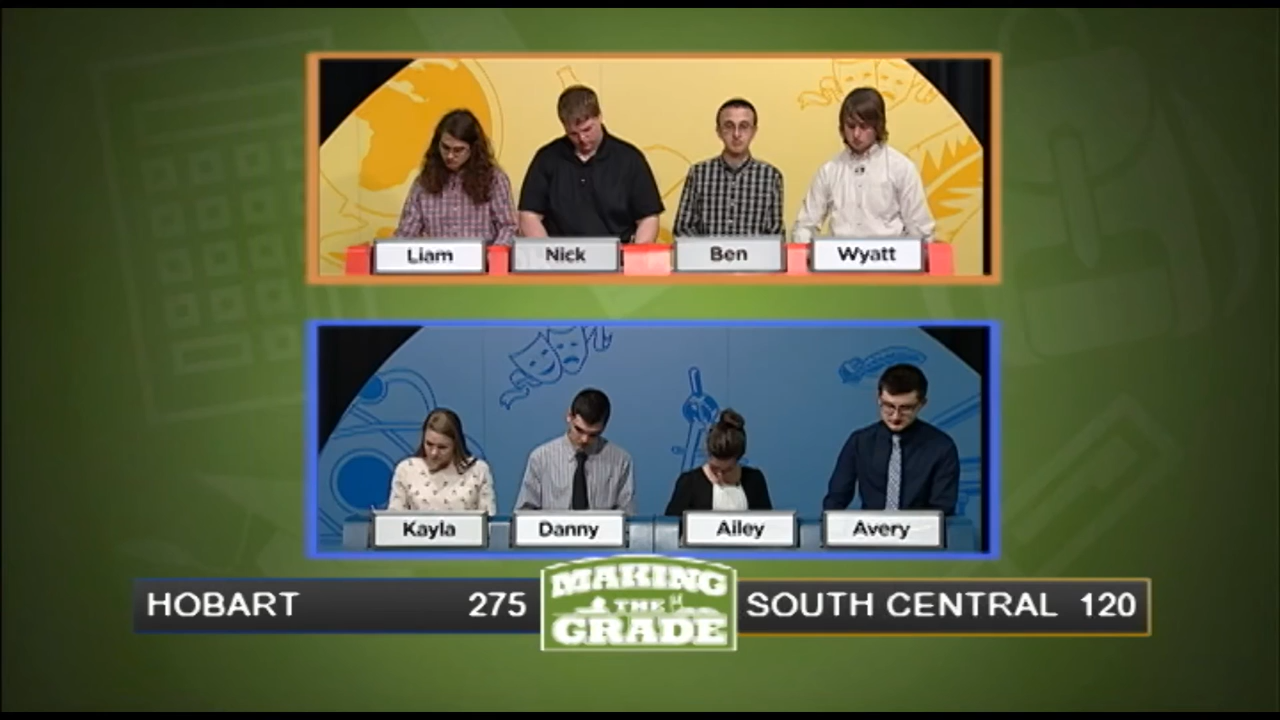 Liam Nick Ben Wyatt
Kayla Danny Ailey Avery
HOBART 275
MAKING
THE
GRADE
SOUTH CENTRAL 120